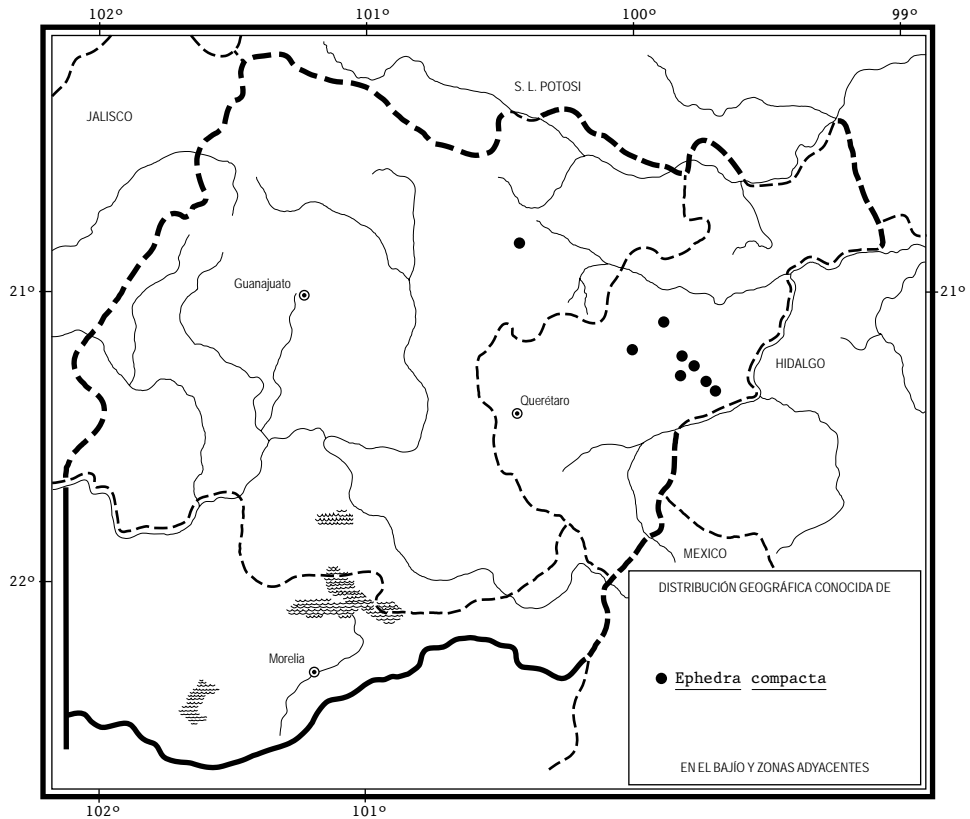 102º 101º 100º 99º
S. L. POTOSI
JALISCO
Guanajuato
21º 21º
HIDALGO
Querétaro
MEXICO
22º
DISTRIBUCIÓN GEOGRÁFICA CONOCIDA DE
Morelia
Ephedra compacta
EN EL BAJÍO Y ZONAS ADYACENTES
102º 101º